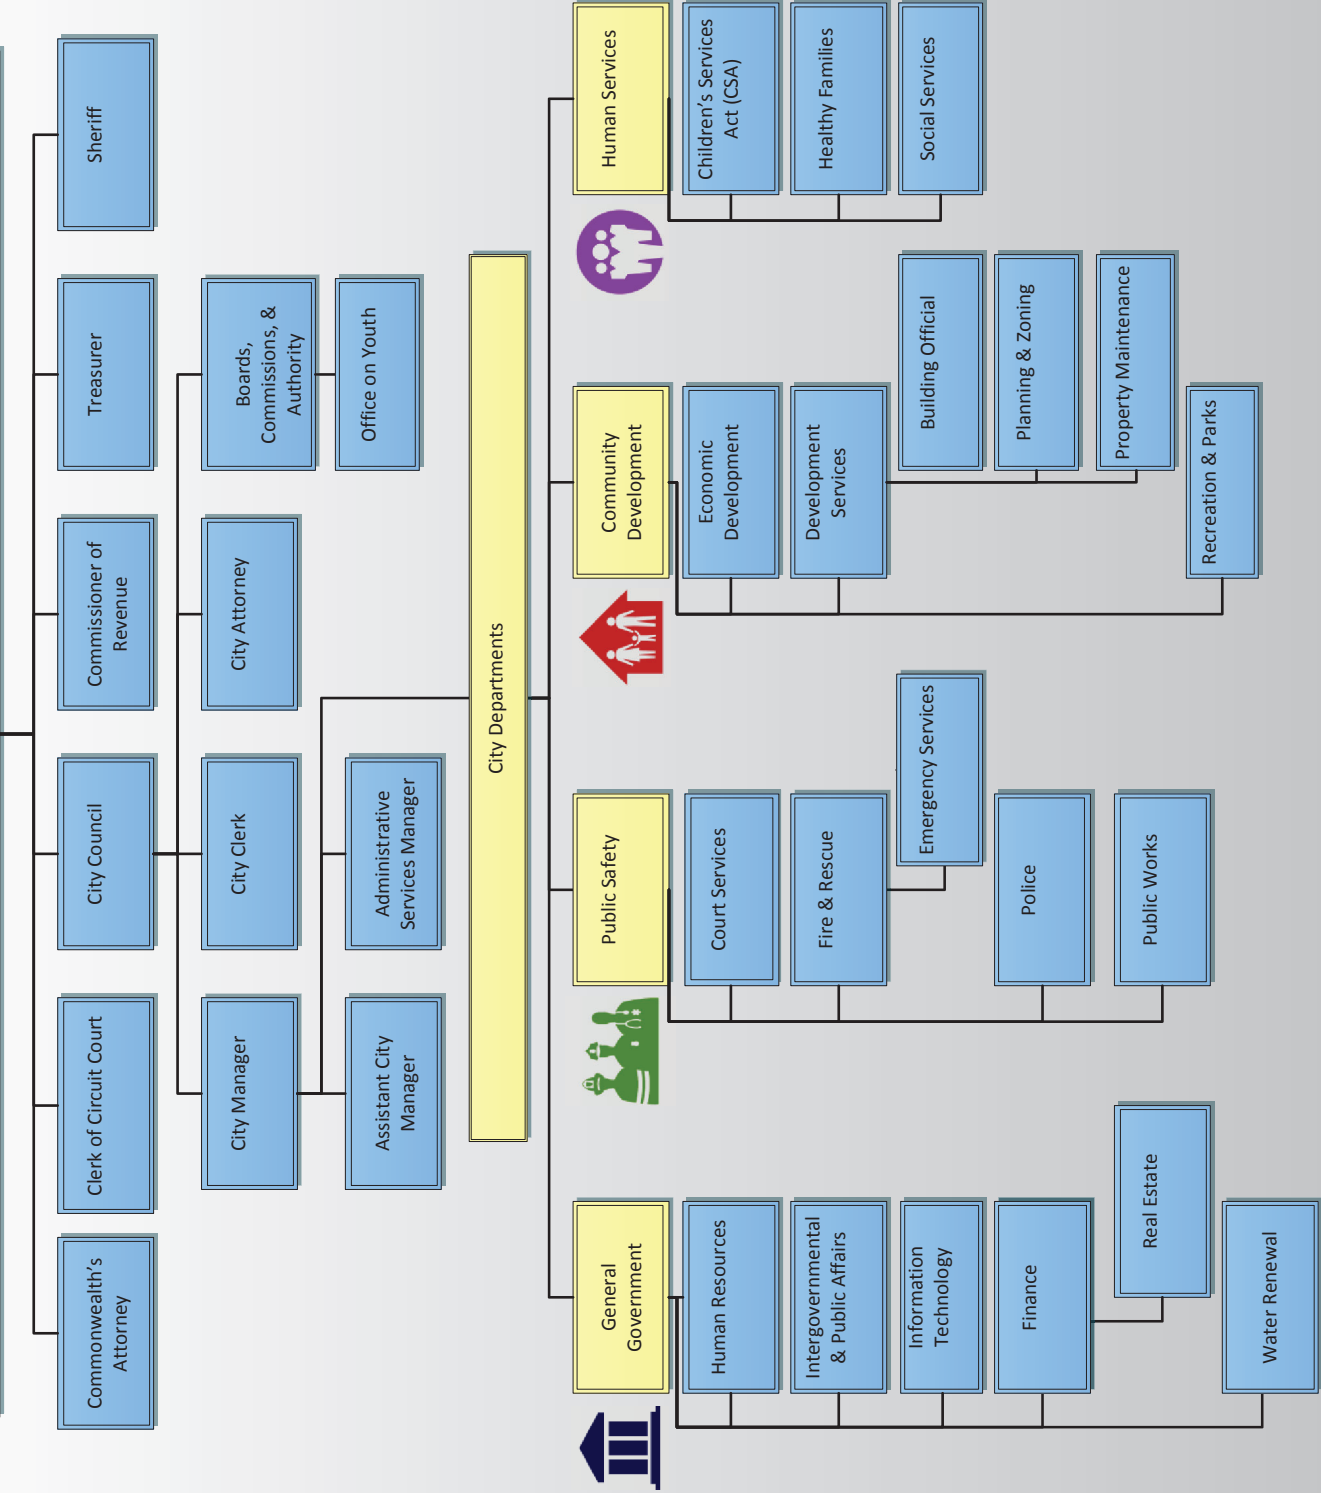 Commonwealth's
Attorney
Clerk of Circuit Court
City Council
Commissioner of
Revenue
Treasurer
Sheriff
City Manager
City Clerk
City Attorney
Boards,
Commissions, &
Authority
Assistant City
Manager
Administrative
Services Manager
Office on Youth
City Departments
General
Government
Human Resources
Intergovernmental
& Public Affairs
Information
Technology
Finance
Real Estate
Water Renewal
Public Safety
Court Services
Fire & Rescue
Emergency Services
Police
Public Works
Community
Development
Economic
Development
Development
Services
Building Official
Planning & Zoning
Property Maintenance
Recreation & Parks
Human Services
Children's Services
Act (CSA)
Healthy Families
Social Services